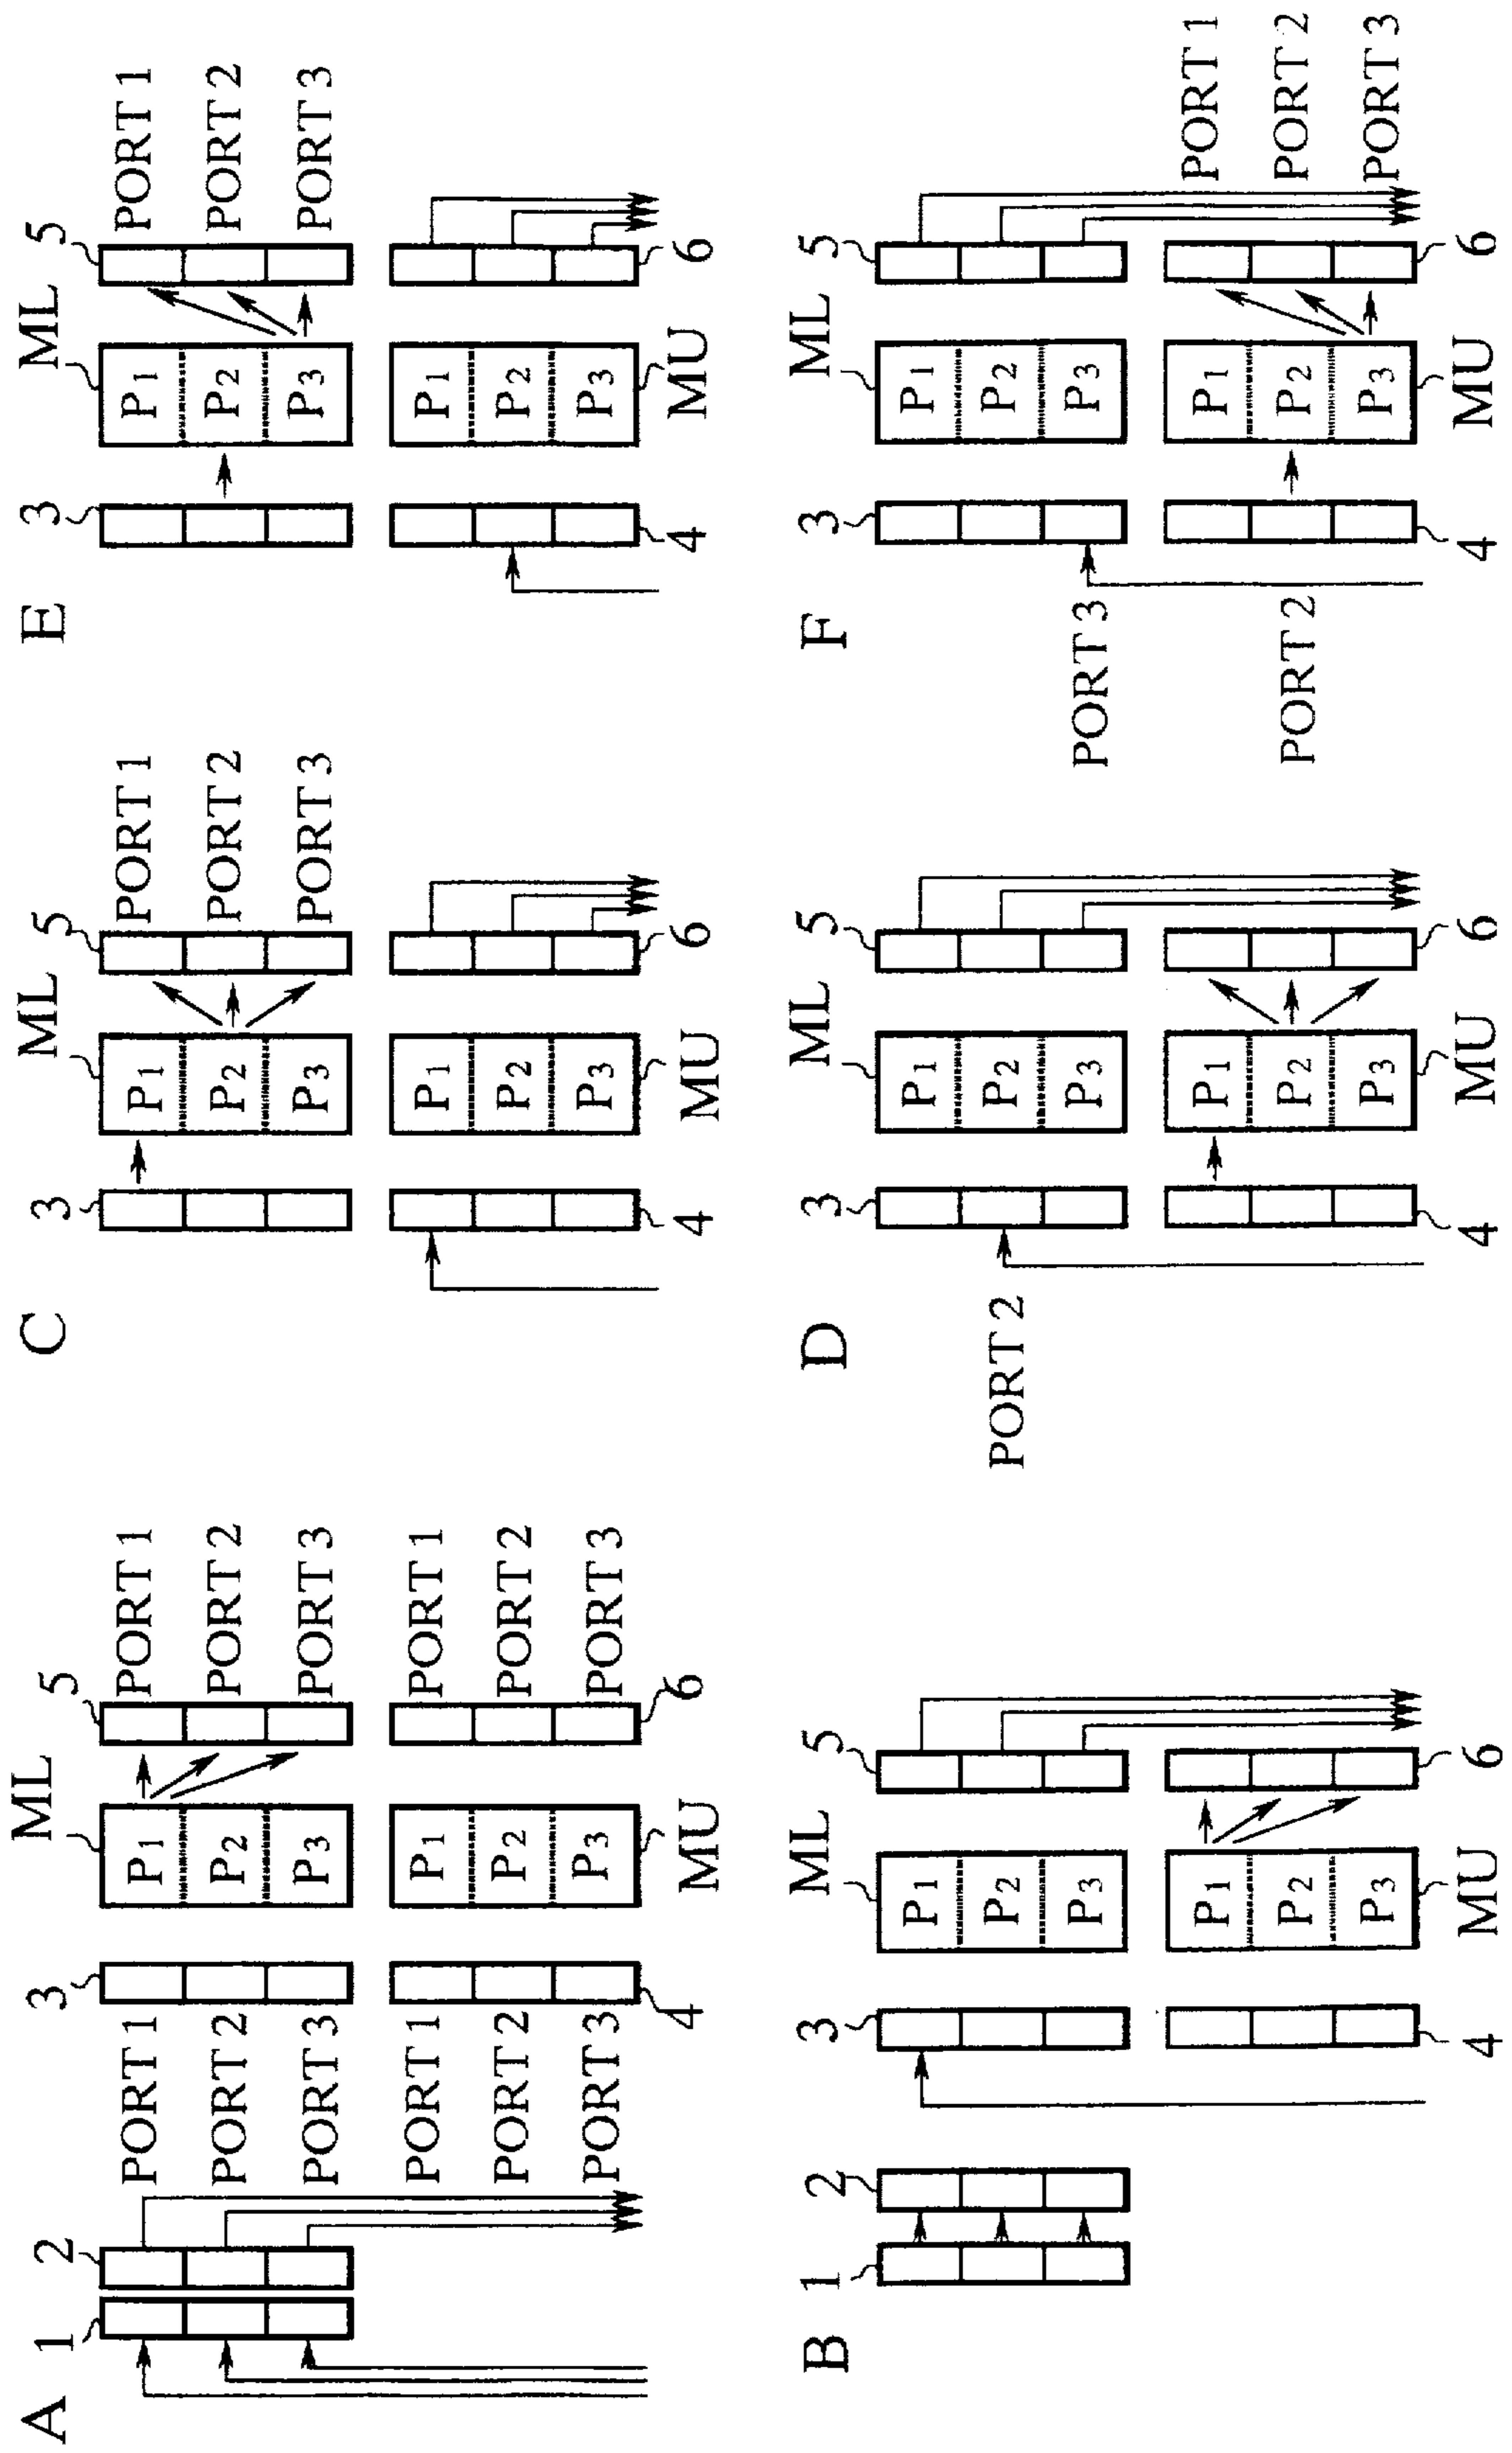 A 1 2 3 ML 5
PORT 1 P1 PORT 1
PORT 2 P2 PORT 2
PORT 3 P3 PORT 3
PORT 1 P1 PORT 1
PORT 2 P2 PORT 2
PORT 3 P3 PORT 3
4 MU 6
C 3 ML 5
P1 PORT 1
P2 PORT 2
P3 PORT 3
P1
P2
P3
4 MU 6
E 3 ML 5
P1 PORT 1
P2 PORT 2
P3 PORT 3
P1
P2
P3
4 MU 6
B 1 2 3 ML 5
P1
P2
P3
P1
P2
P3
4 MU 6
D 3 ML 5
P1
PORT 2 P2
P3
P1
P2
P3
4 MU 6
F 3 ML 5
P1
P2
PORT 3 P3
P1 PORT 1
PORT 2 P2 PORT 2
P3 PORT 3
4 MU 6